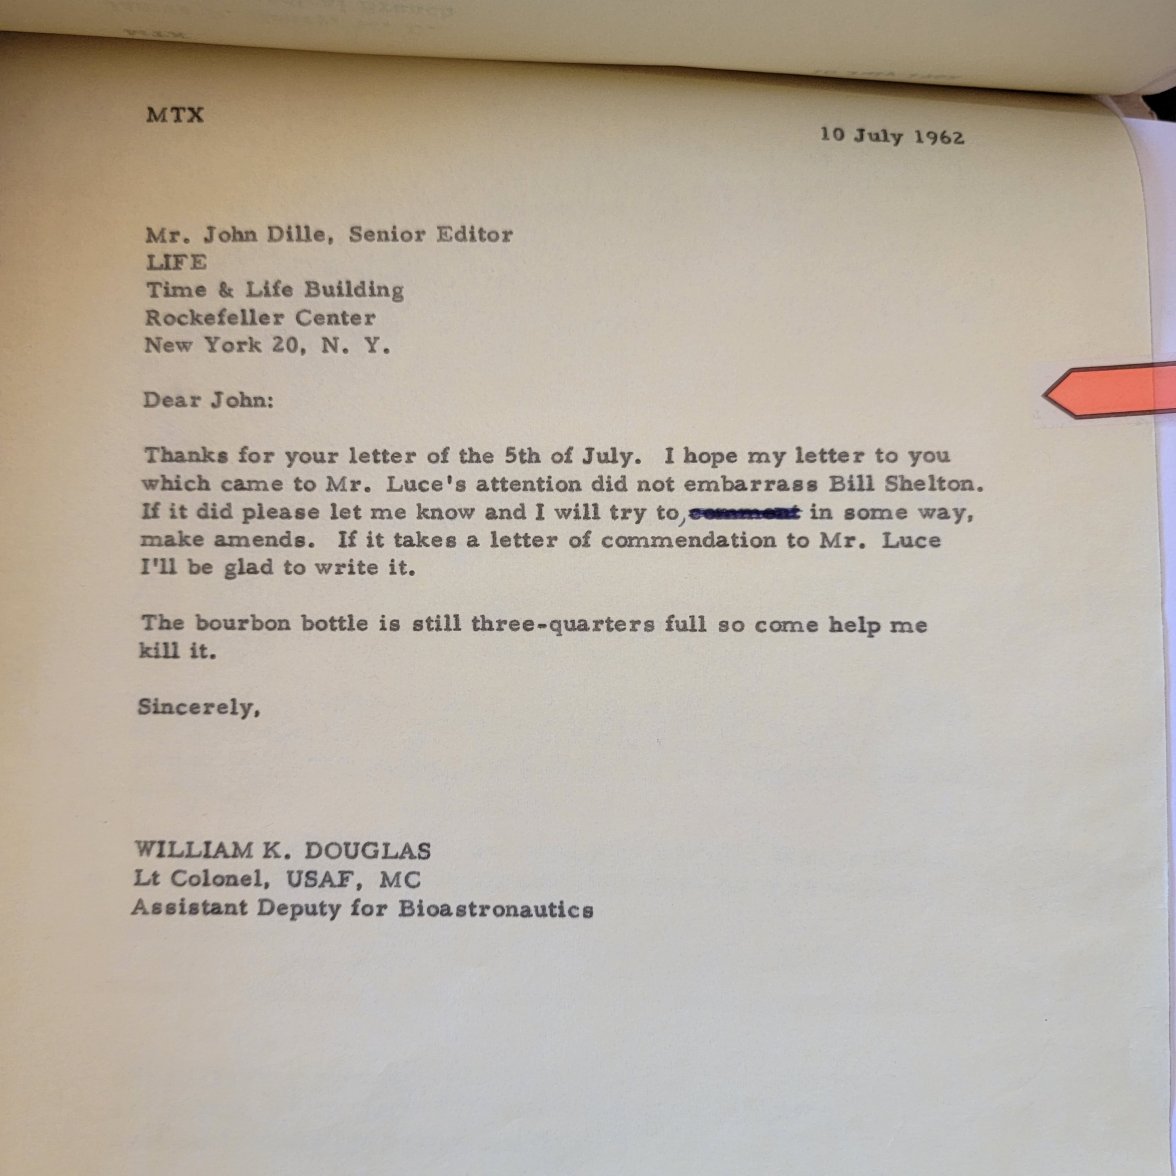 MTX
10 July 1962
Mr. John Dille, Senior Editor
LIFE
Time & Life Building
Rockefeller Center
New York 20, N. Y.
Dear John:
Thanks for your letter of the 5th of July. I hope my letter to you
which came to Mr. Luce's attention did not embarrass Bill Shelton.
If it did please let me know and I will try to, comment in some way,
make amends. If it takes a letter of commendation to Mr. Luce
I'll be glad to write it.
The bourbon bottle is still three-quarters full so come help me
kill it.
Sincerely,
WILLIAM K. DOUGLAS
Lt Colonel, USAF, MC
Assistant Deputy for Bioastronautics